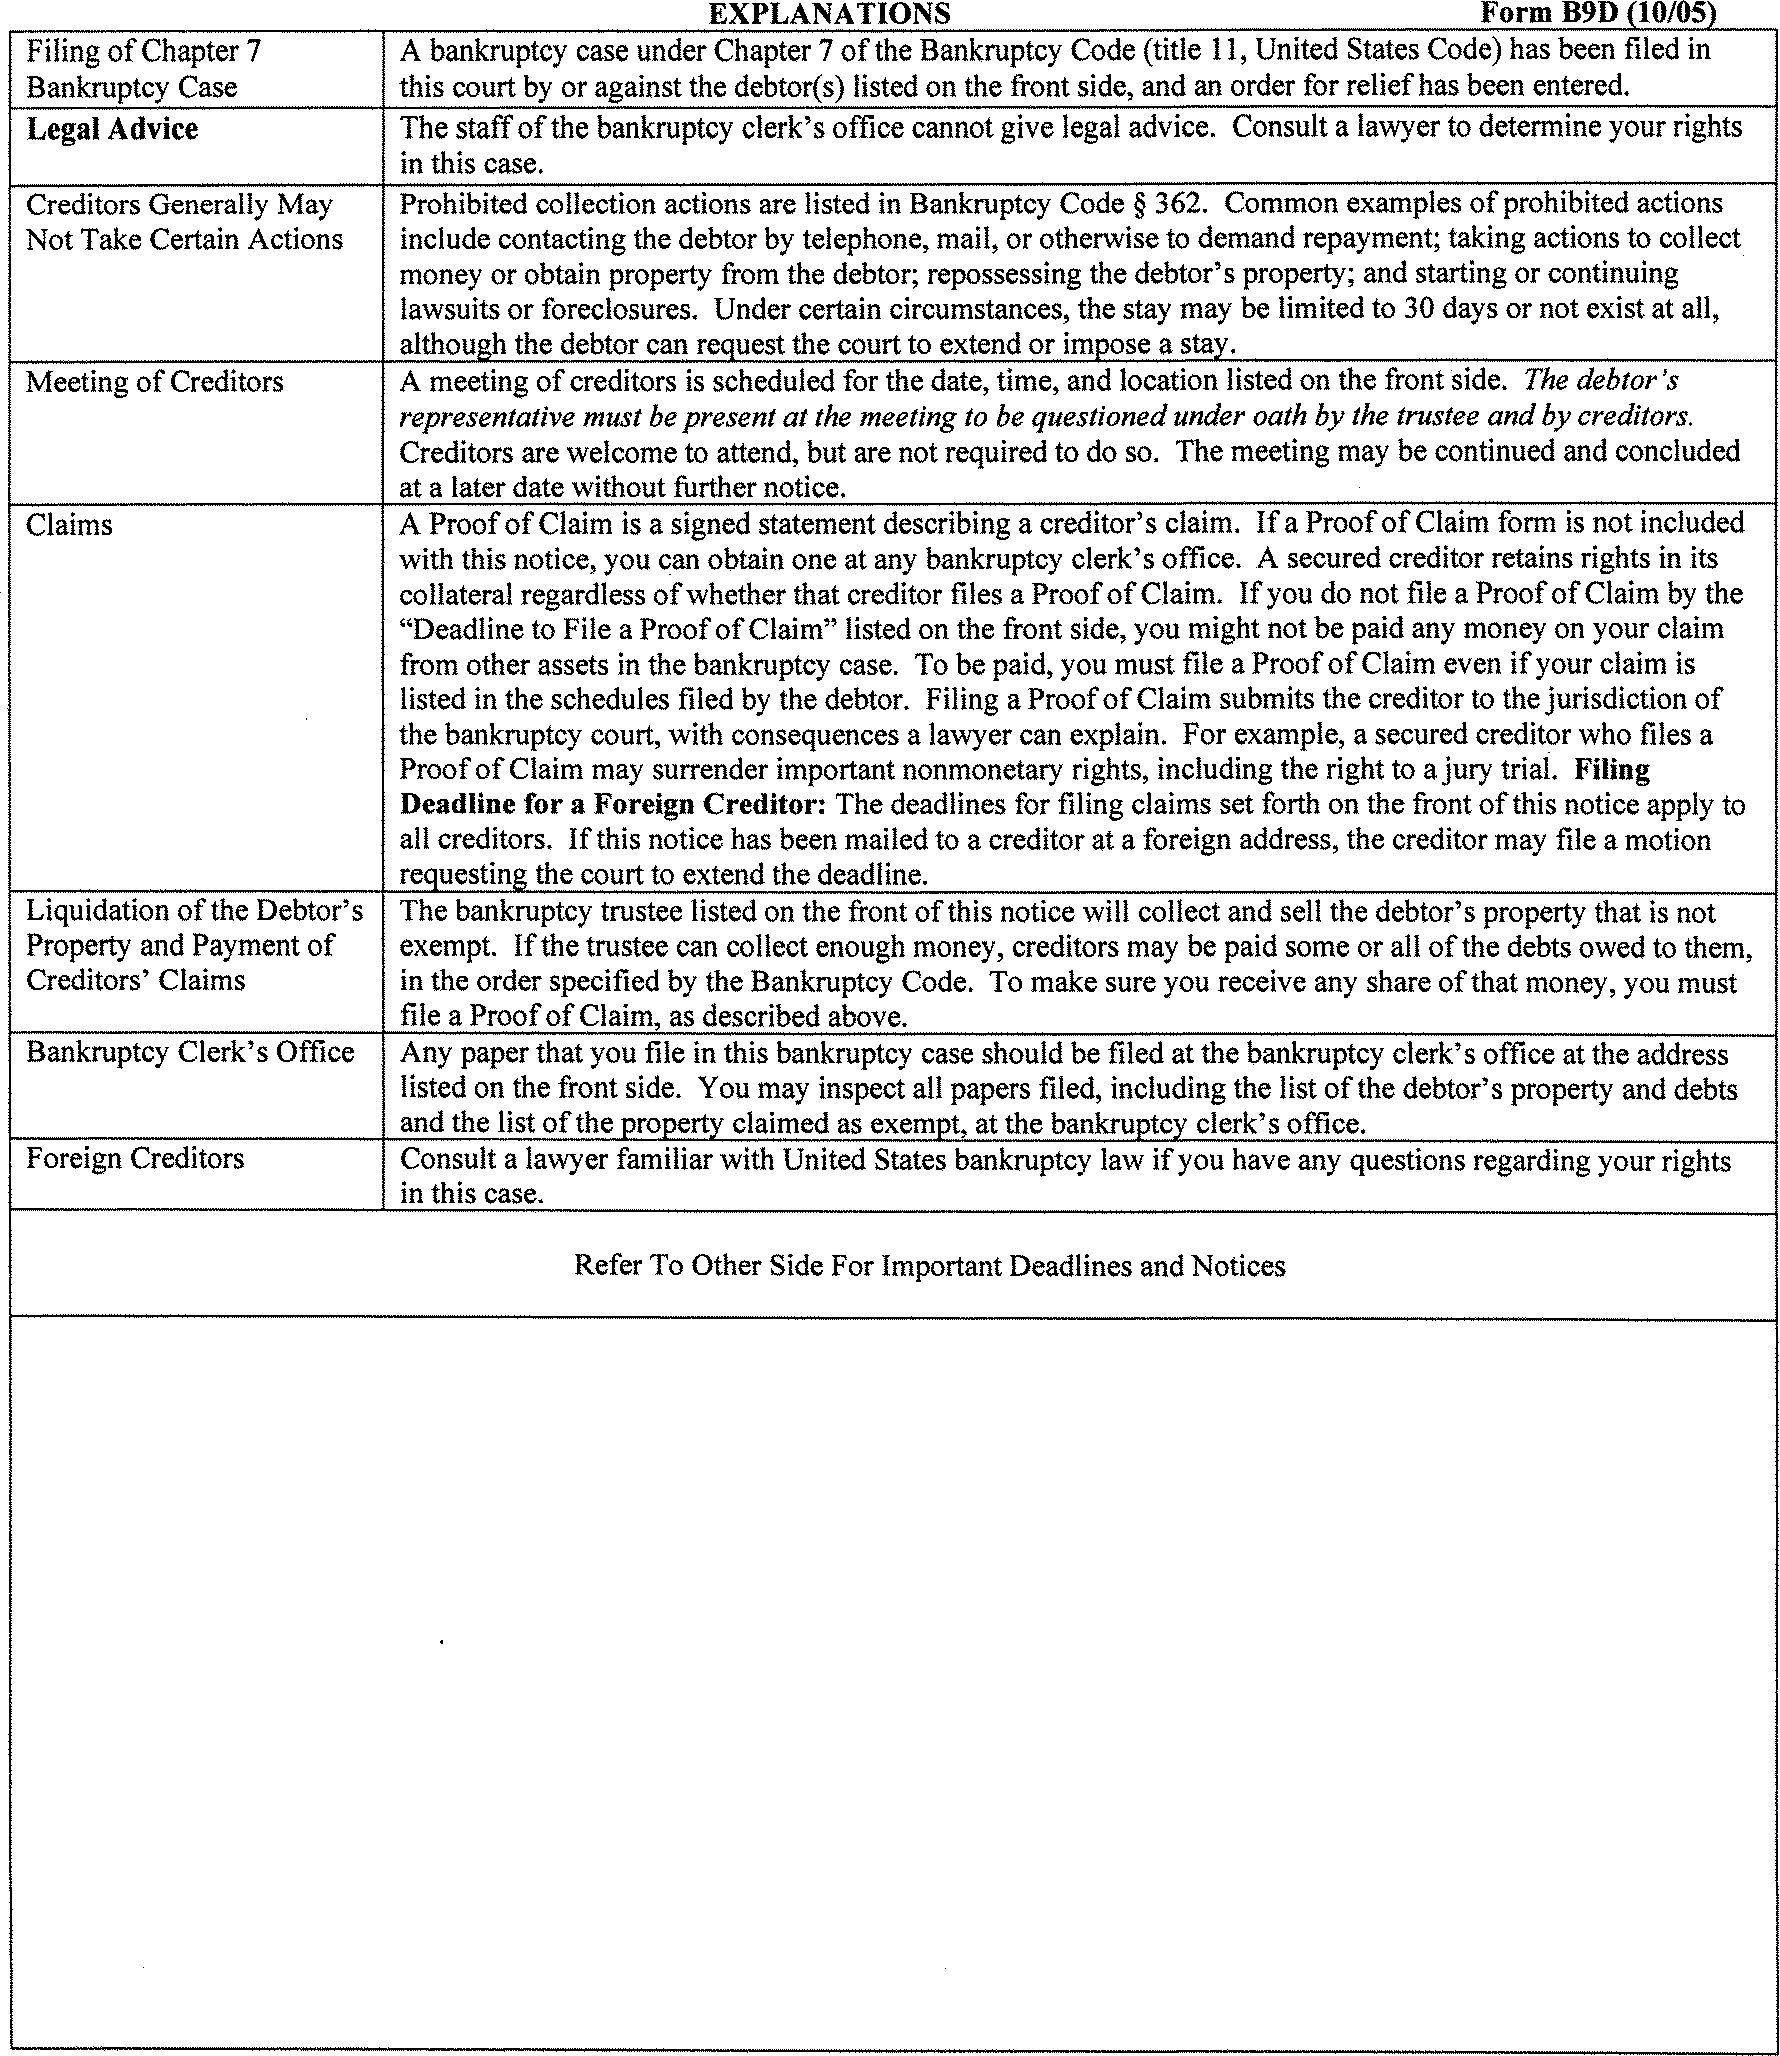 EXPLANATIONS Form B9D (10/05)
Filing of Chapter 7
Bankruptcy Case
A bankruptcy case under Chapter 7 of the Bankruptcy Code (title 11, United States Code) has been filed in
this court by or against the debtor(s) listed on the front side, and an order for relief has been entered.
Legal Advice
The staff of the bankruptcy clerk's office cannot give legal advice. Consult a lawyer to determine your rights
in this case.
Creditors Generally May
Not Take Certain Actions
Prohibited collection actions are listed in Bankruptcy Code § 362. Common examples of prohibited actions
include contacting the debtor by telephone, mail, or otherwise to demand repayment; taking actions to collect
money or obtain property from the debtor; repossessing the debtor's property; and starting or continuing
lawsuits or foreclosures. Under certain circumstances, the stay may be limited to 30 days or not exist at all,
although the debtor can request the court to extend or impose a stay.
Meeting of Creditors
A meeting of creditors is scheduled for the date, time, and location listed on the front side. The debtor's
representative must be present at the meeting to be questioned under oath by the trustee and by creditors.
Creditors are welcome to attend, but are not required to do so. The meeting may be continued and concluded
at a later date without further notice.
Claims
A Proof of Claim is a signed statement describing a creditor's claim. If a Proof of Claim form is not included
with this notice, you can obtain one at any bankruptcy clerk's office. A secured creditor retains rights in its
collateral regardless of whether that creditor files a Proof of Claim. If you do not file a Proof of Claim by the
“Deadline to File a Proof of Claim” listed on the front side, you might not be paid any money on your claim
from other assets in the bankruptcy case. To be paid, you must file a Proof of Claim even if your claim is
listed in the schedules filed by the debtor. Filing a Proof of Claim submits the creditor to the jurisdiction of
the bankruptcy court, with consequences a lawyer can explain. For example, a secured creditor who files a
Proof of Claim may surrender important nonmonetary rights, including the right to a jury trial. Filing
Deadline for a Foreign Creditor: The deadlines for filing claims set forth on the front of this notice apply to
all creditors. If this notice has been mailed to a creditor at a foreign address, the creditor may file a motion
requesting the court to extend the deadline.
Liquidation of the Debtor's
Property and Payment of
Creditors' Claims
The bankruptcy trustee listed on the front of this notice will collect and sell the debtor's property that is not
exempt. If the trustee can collect enough money, creditors may be paid some or all of the debts owed to them,
in the order specified by the Bankruptcy Code. To make sure you receive any share of that money, you must
file a Proof of Claim, as described above.
Bankruptcy Clerk's Office
Any paper that you file in this bankruptcy case should be filed at the bankruptcy clerk's office at the address
listed on the front side. You may inspect all papers filed, including the list of the debtor's property and debts
and the list of the property claimed as exempt, at the bankruptcy clerk's office.
Foreign Creditors
Consult a lawyer familiar with United States bankruptcy law if you have any questions regarding your rights
in this case.
Refer To Other Side For Important Deadlines and Notices